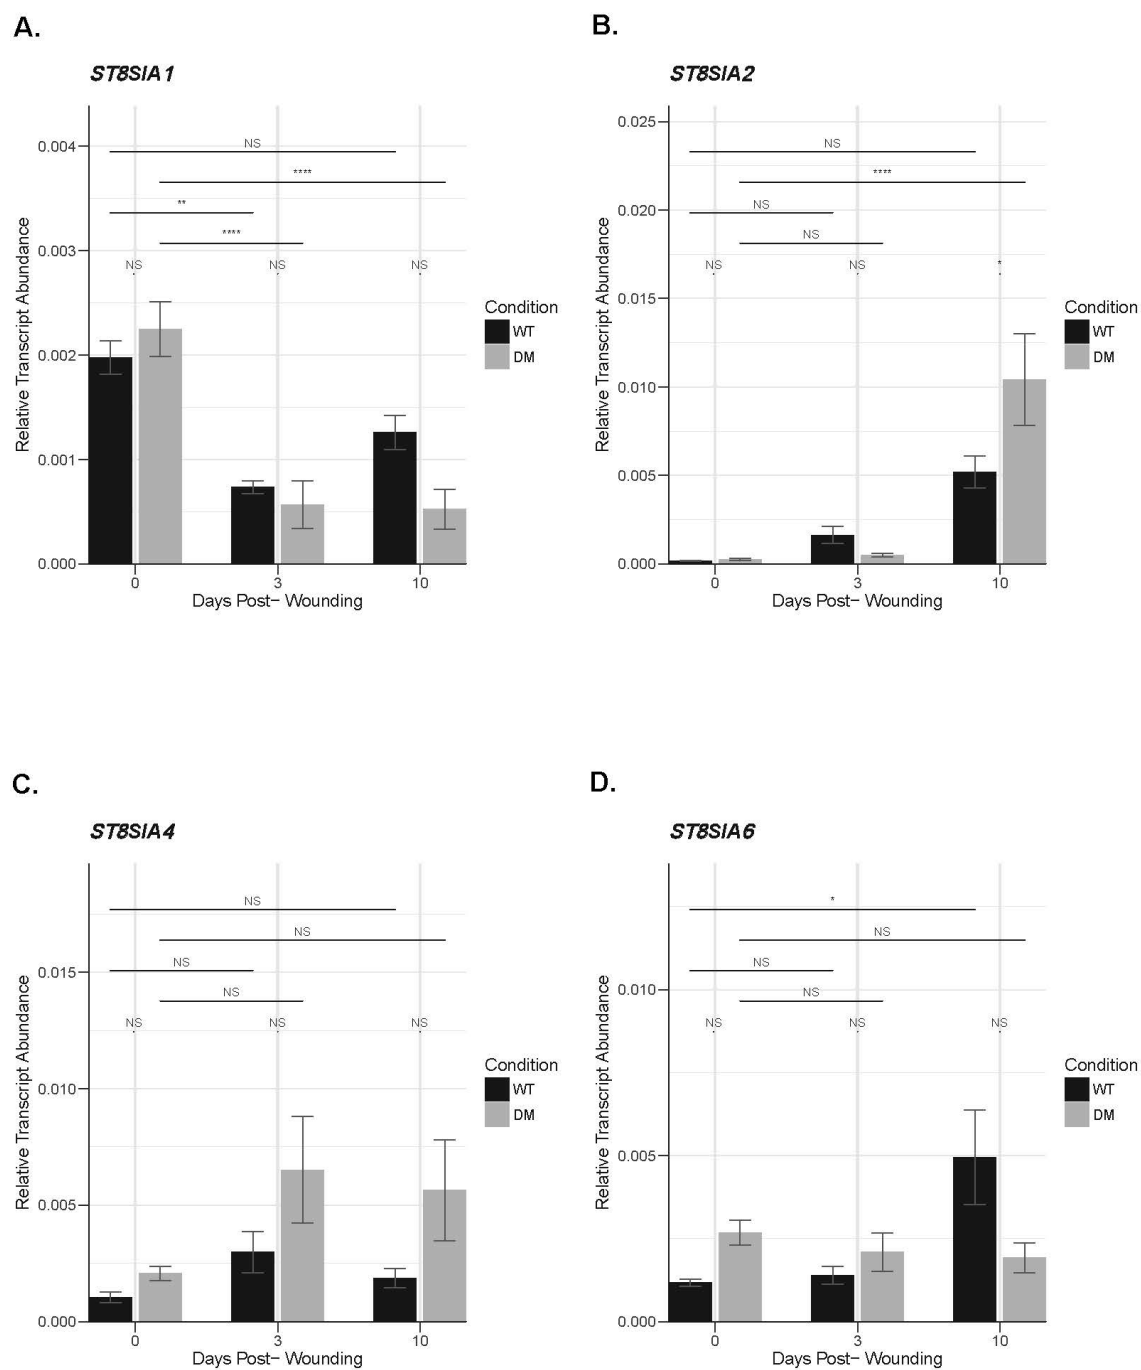 A.
ST8SIA1
0.004
0.003
0.002
0.001
0.000
Relative Transcript Abundance
NS
****
**
****
NS NS NS
0 3 10
Days Post- Wounding
Condition
WT
DM
B.
ST8SIA2
0.025
0.020
0.015
0.010
0.005
0.000
Relative Transcript Abundance
NS
****
NS
NS
NS NS *
0 3 10
Days Post- Wounding
Condition
WT
DM
C.
ST8SIA4
0.015
0.010
0.005
0.000
Relative Transcript Abundance
NS
NS
NS
NS
NS NS NS
0 3 10
Days Post- Wounding
Condition
WT
DM
D.
ST8SIA6
0.010
0.005
0.000
Relative Transcript Abundance
*
NS
NS
NS
NS NS NS
0 3 10
Days Post- Wounding
Condition
WT
DM